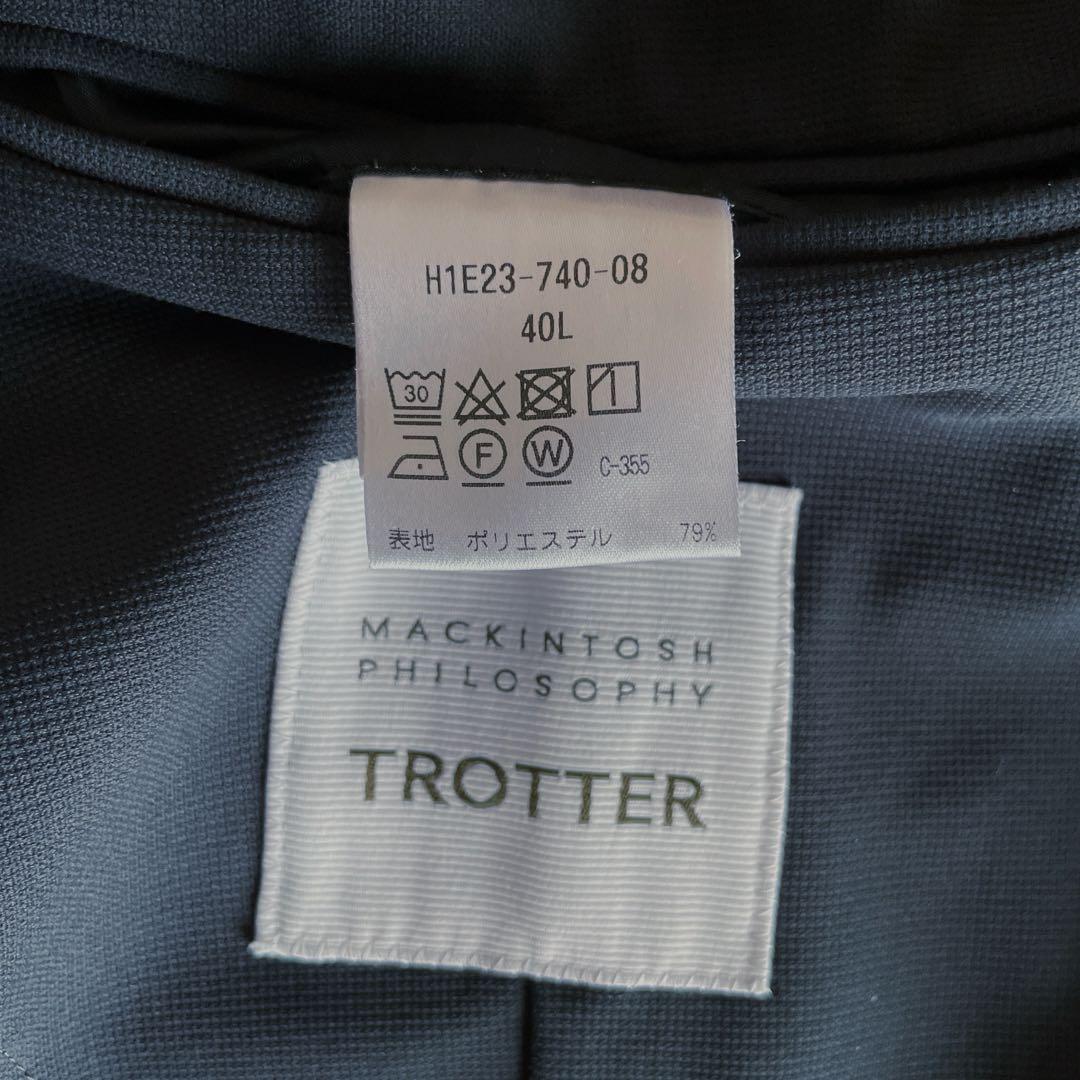 H1E23-740-08
40L
30
F W C-355
表地 ポリエステル 79%
MACKINTOSH
PHILOSOPHY
TROTTER